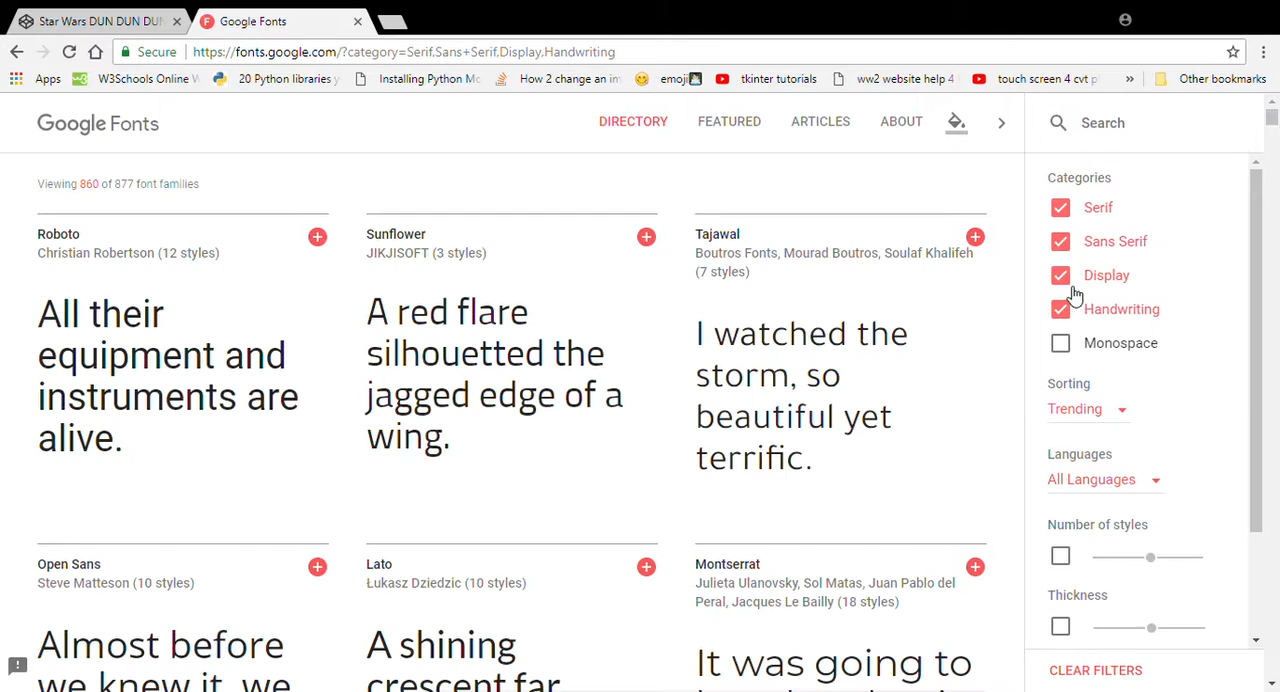 Star Wars DUN DUN DUN
Google Fonts
Secure https://fonts.google.com/?category=Serif,Sans+Serif,Display,Handwriting
Apps W3Schools Online 20 Python libraries Installing Python Mo How 2 change an im emoji tkinter tutorials ww2 website help 4 touch screen 4 cvt p » Other bookmarks
Google Fonts DIRECTORY FEATURED ARTICLES ABOUT Search
Viewing 860 of 877 font families
Roboto
Christian Robertson (12 styles)
All their
equipment and
instruments are
alive.
Sunflower
JIKJISOFT (3 styles)
A red flare
silhouetted the
jagged edge of a
wing.
Tajawal
Boutros Fonts, Mourad Boutros, Soulaf Khalifeh
(7 styles)
I watched the
storm, so
beautiful yet
terrific.
Open Sans
Steve Matteson (10 styles)
Almost before
we knew it, we
Lato
Łukasz Dziedzic (10 styles)
A shining
crescent far
Montserrat
Julieta Ulanovsky, Sol Matas, Juan Pablo del
Peral, Jacques Le Bailly (18 styles)
It was going to
Categories
Serif
Sans Serif
Display
Handwriting
Monospace
Sorting
Trending
Languages
All Languages
Number of styles
Thickness
CLEAR FILTERS